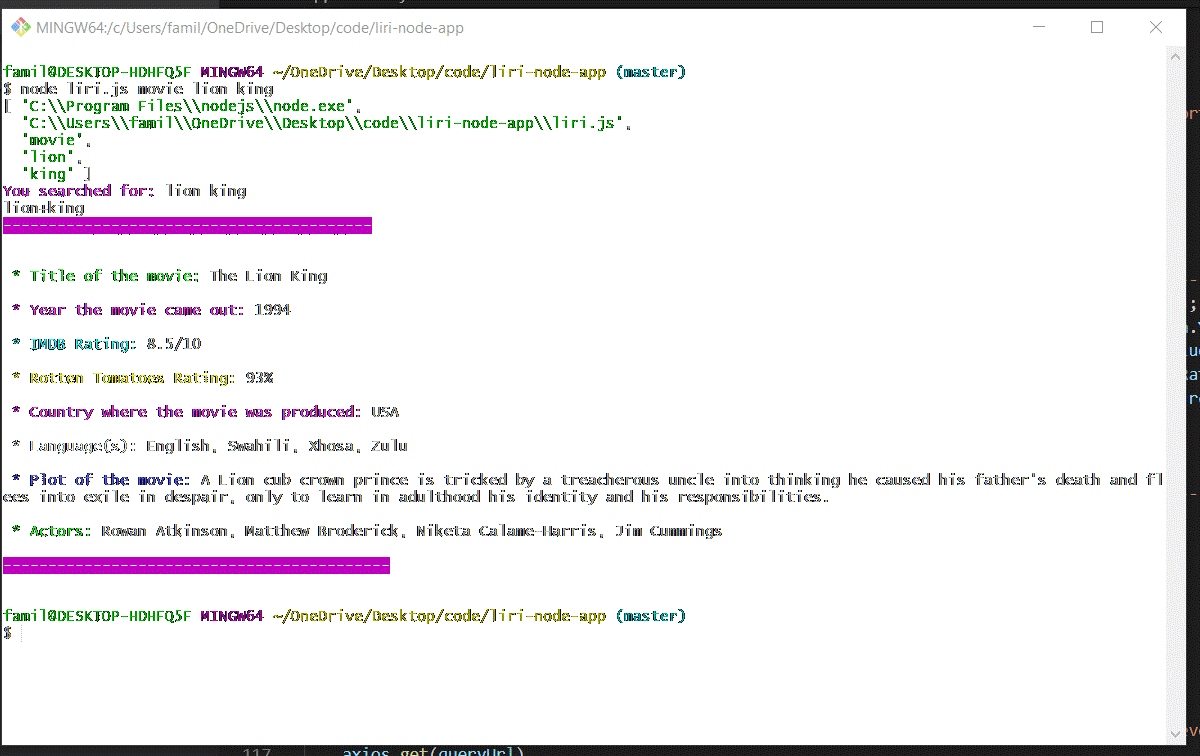 MINGW64:/c/Users/famil/OneDrive/Desktop/code/liri-node-app
famil@DESKTOP-HDHFQ5F MINGW64 ~/OneDrive/Desktop/code/liri-node-app (master)
$ node liri.js movie lion king
[ 'C:\\Program Files\\nodejs\\node.exe',
'C:\\Users\\famil\\OneDrive\\Desktop\\code\\liri-node-app\\liri.js',
'movie',
'lion',
'king' ]
You searched for: lion king
lion+king
-----------------------------------------
* Title of the movie: The Lion King
* Year the movie came out: 1994
* IMDB Rating: 8.5/10
* Rotten Tomatoes Rating: 93%
* Country where the movie was produced: USA
* Language(s): English, Swahili, Xhosa, Zulu
* Plot of the movie: A Lion cub crown prince is tricked by a treacherous uncle into thinking he caused his father's death and fl
ees into exile in despair, only to learn in adulthood his identity and his responsibilities.
* Actors: Rowan Atkinson, Matthew Broderick, Niketa Calame-Harris, Jim Cummings
-------------------------------------------
famil@DESKTOP-HDHFQ5F MINGW64 ~/OneDrive/Desktop/code/liri-node-app (master)
$
117 axios.get(queryUrl)